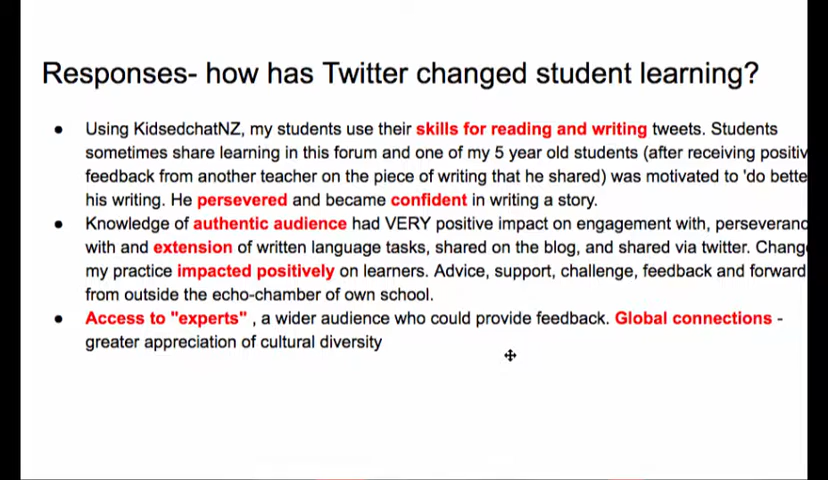 Responses- how has Twitter changed student learning?
● Using KidsedchatNZ, my students use their skills for reading and writing tweets. Students
sometimes share learning in this forum and one of my 5 year old students (after receiving positiv
feedback from another teacher on the piece of writing that he shared) was motivated to 'do bette
his writing. He persevered and became confident in writing a story.
● Knowledge of authentic audience had VERY positive impact on engagement with, perseveranc
with and extension of written language tasks, shared on the blog, and shared via twitter. Chang
my practice impacted positively on learners. Advice, support, challenge, feedback and forward
from outside the echo-chamber of own school.
● Access to "experts" , a wider audience who could provide feedback. Global connections -
greater appreciation of cultural diversity